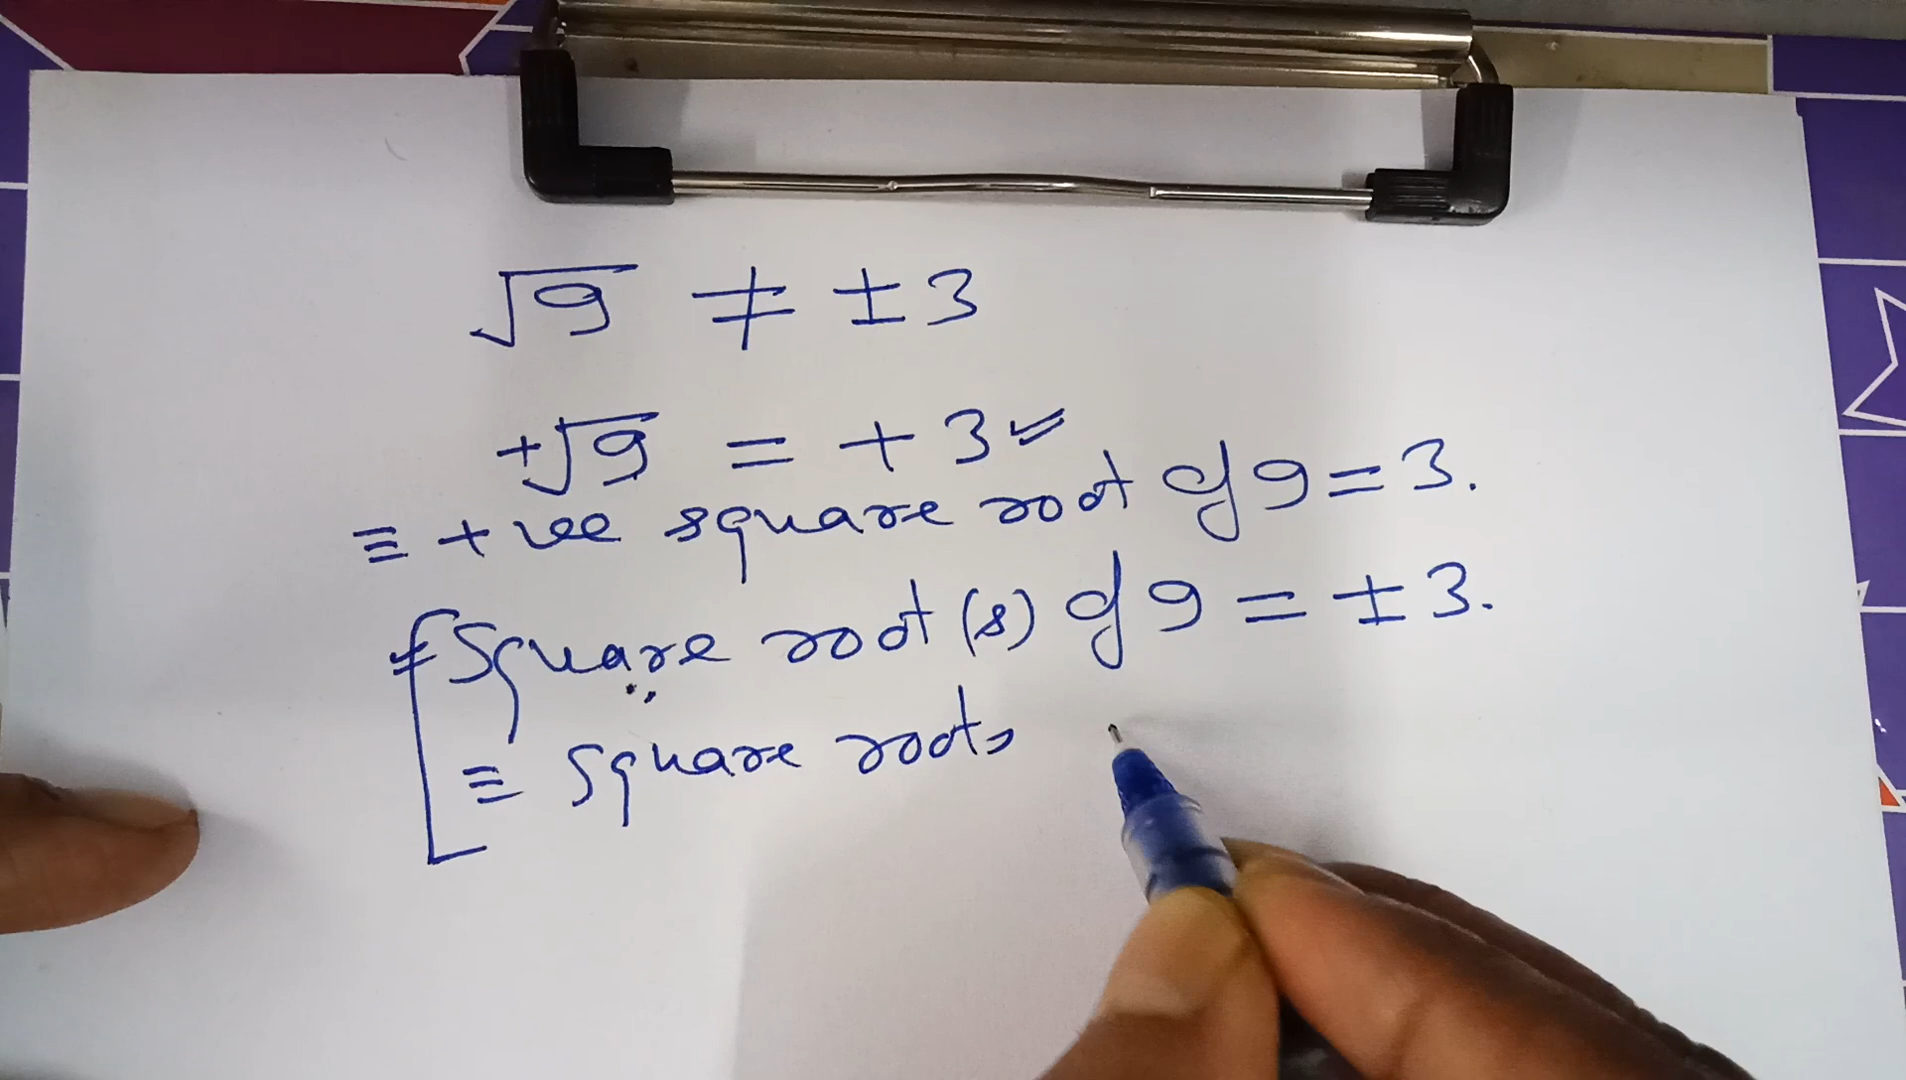 √9 ≠ ±3
+√9 = +3 ✓
≡ +ve square root of 9 = 3.
Square root(s) of 9 = ±3.
≡ Square roots